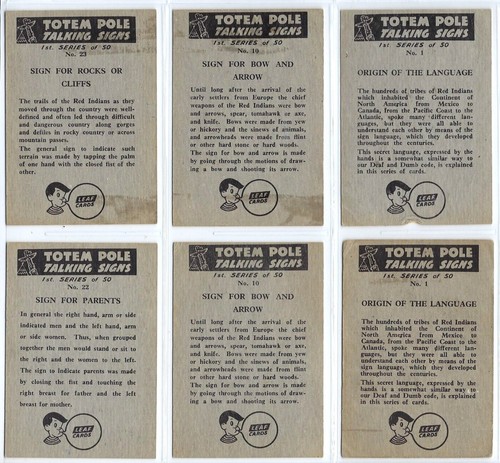 TOTEM POLE
TALKING SIGNS
1st. SERIES of 50
No. 23
SIGN FOR ROCKS OR
CLIFFS
The trails of the Red Indians as they
moved through the country were well-
defined and often led through difficult
and dangerous country along gorges
and defiles in rocky country or across
mountain passes.
The general sign to indicate such
terrain was made by tapping the palm
of one hand with the closed fist of the
other.
LEAF
CARDS
TOTEM POLE
TALKING SIGNS
1st. SERIES of 50
No. 10
SIGN FOR BOW AND
ARROW
Until long after the arrival of the
early settlers from Europe the chief
weapons of the Red Indians were bow
and arrows, spear, tomahawk or axe,
and knife. Bows were made from yew
or hickory and the sinews of animals,
and arrowheads were made from flint
or other hard stone or hard woods.
The sign for bow and arrow is made
by going through the motions of draw-
ing a bow and shooting its arrow.
LEAF
CARDS
TOTEM POLE
TALKING SIGNS
1st. SERIES of 50
No. 1
ORIGIN OF THE LANGUAGE
The hundreds of tribes of Red Indians
which inhabited the Continent of
North America from Mexico to
Canada, from the Pacific Coast to the
Atlantic, spoke many different lan-
guages, but they were all able to
understand each other by means of the
sign language, which they developed
throughout the centuries.
This secret language, expressed by the
hands is a somewhat similar way to
our Deaf and Dumb code, is explained
in this series of cards.
LEAF
CARDS
TOTEM POLE
TALKING SIGNS
1st. SERIES of 50
No. 22
SIGN FOR PARENTS
In general the right hand, arm or side
indicated men and the left hand, arm
or side women. Thus, when grouped
together the men would stand or sit to
the right and the women to the left.
The sign to indicate parents was made
by closing the fist and touching the
right breast for father and the left
breast for mother.
LEAF
CARDS
TOTEM POLE
TALKING SIGNS
1st. SERIES of 50
No. 10
SIGN FOR BOW AND
ARROW
Until long after the arrival of the
early settlers from Europe the chief
weapons of the Red Indians were bow
and arrows, spear, tomahawk or axe,
and knife. Bows were made from yew
or hickory and the sinews of animals,
and arrowheads were made from flint
or other hard stone or hard woods.
The sign for bow and arrow is made
by going through the motions of draw-
ing a bow and shooting its arrow.
LEAF
CARDS
TOTEM POLE
TALKING SIGNS
1st. SERIES of 50
No. 1
ORIGIN OF THE LANGUAGE
The hundreds of tribes of Red Indians
which inhabited the Continent of
North America from Mexico to
Canada, from the Pacific Coast to the
Atlantic, spoke many different lan-
guages, but they were all able to
understand each other by means of the
sign language, which they developed
throughout the centuries.
This secret language, expressed by the
hands is a somewhat similar way to
our Deaf and Dumb code, is explained
in this series of cards.
LEAF
CARDS